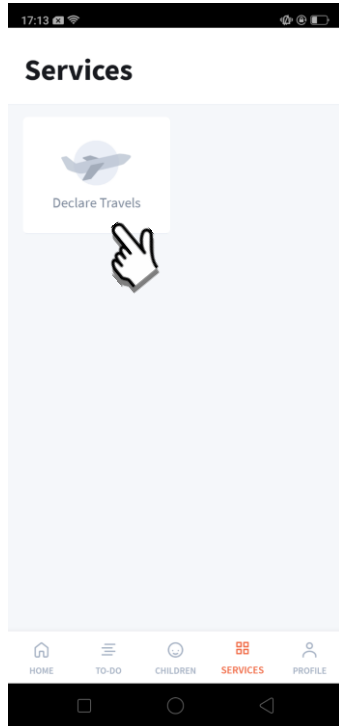 17:13
Services
Declare Travels
HOME TO-DO CHILDREN SERVICES PROFILE